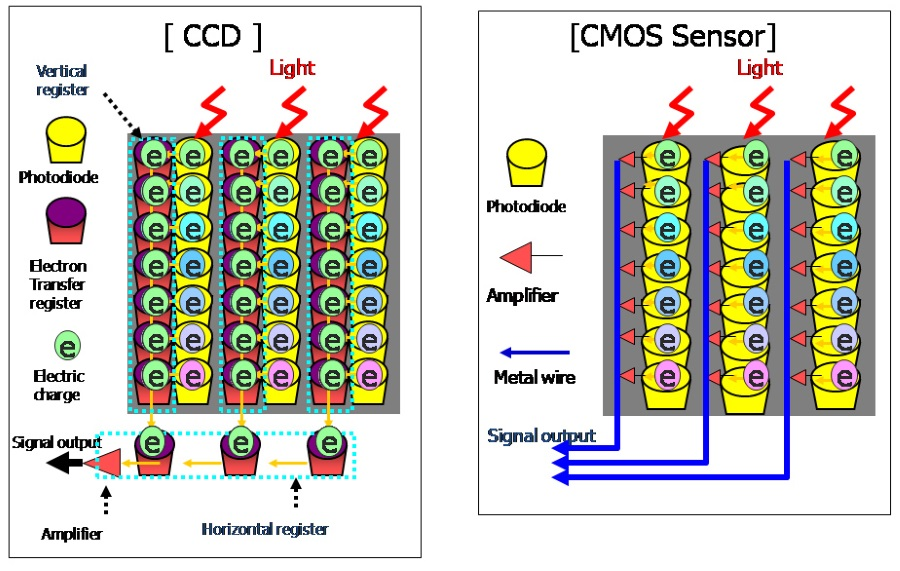 [ CCD ]
Light
Vertical
register
Photodiode
Electron
Transfer
register
e
Electric
charge
e e e e e e
e e e e e e
e e e e e e
e e e e e e
e e e e e e
e e e e e e
e e e e e e
Signal output
e e e
Amplifier
Horizontal register
[CMOS Sensor]
Light
Photodiode
Amplifier
Metal wire
e e e
e e e
e e e
e e e
e e e
e e e
e e e
Signal output